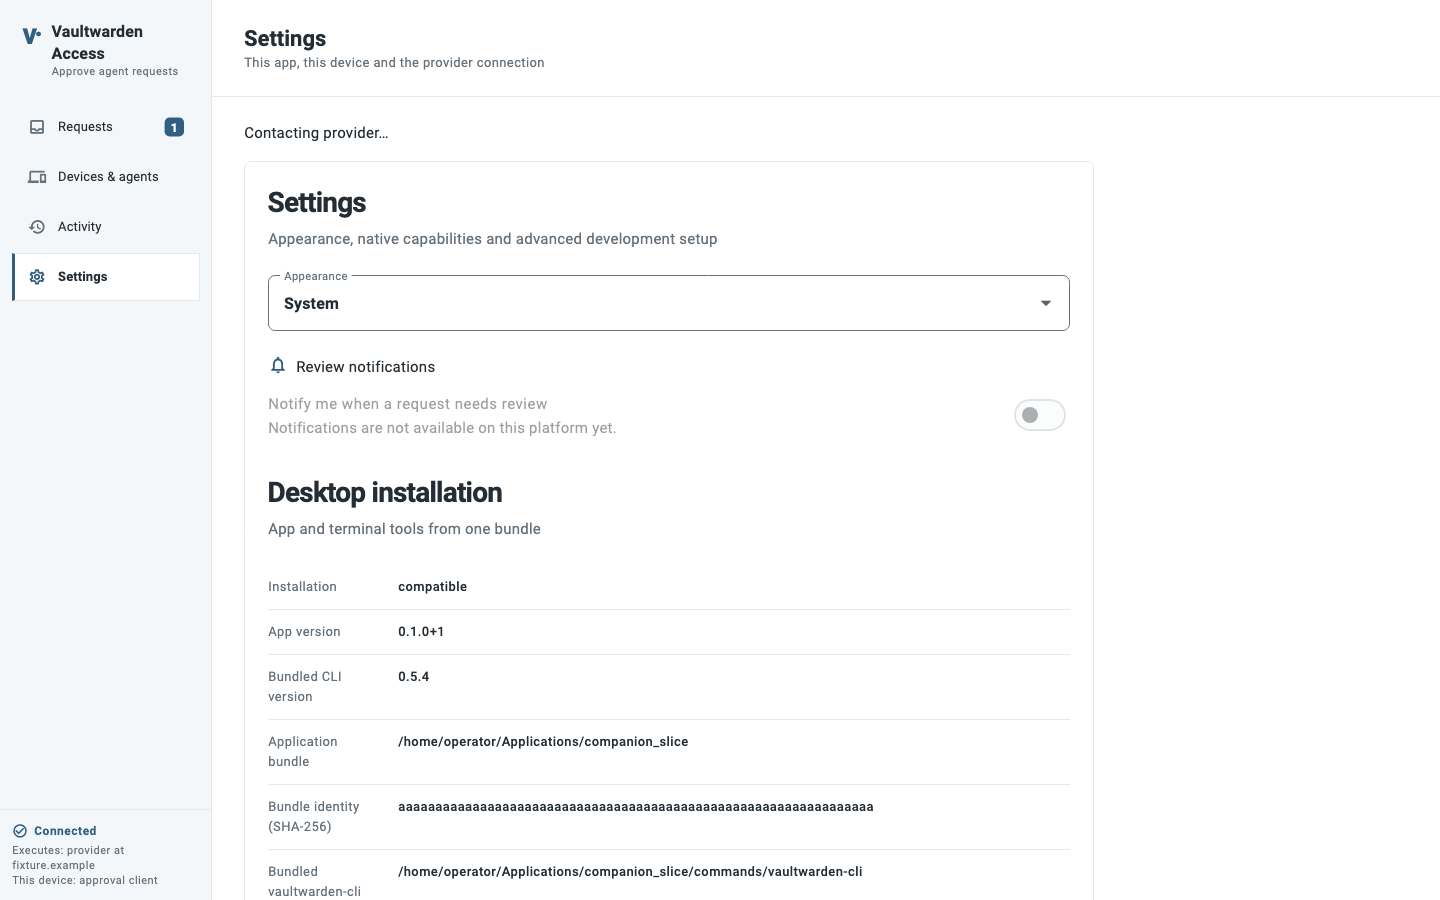 Vaultwarden
Access
Approve agent requests
Requests
1
Devices & agents
Activity
Settings
Connected
Executes: provider at
fixture.example
This device: approval client
Settings
This app, this device and the provider connection
Contacting provider…
Settings
Appearance, native capabilities and advanced development setup
Appearance
System
Review notifications
Notify me when a request needs review
Notifications are not available on this platform yet.
Desktop installation
App and terminal tools from one bundle
Installation
compatible
App version
0.1.0+1
Bundled CLI
version
0.5.4
Application
bundle
/home/operator/Applications/companion_slice
Bundle identity
(SHA-256)
aaaaaaaaaaaaaaaaaaaaaaaaaaaaaaaaaaaaaaaaaaaaaaaaaaaaaaaaaaaaaaaa
Bundled
vaultwarden-cli
/home/operator/Applications/companion_slice/commands/vaultwarden-cli